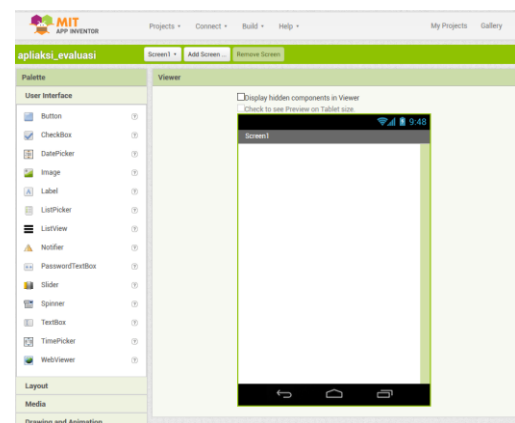 MIT
APP INVENTOR
Projects Connect Build Help My Projects Gallery
apliaksi_evaluasi Screen1 Add Screen ... Remove Screen
Palette Viewer
User Interface
Display hidden components in Viewer
Check to see Preview on Tablet size.
9:48
Screen1
Button
CheckBox
DatePicker
Image
Label
ListPicker
ListView
Notifier
PasswordTextBox
Slider
Spinner
TextBox
TimePicker
WebViewer
Layout
Media
Drawing and Animation